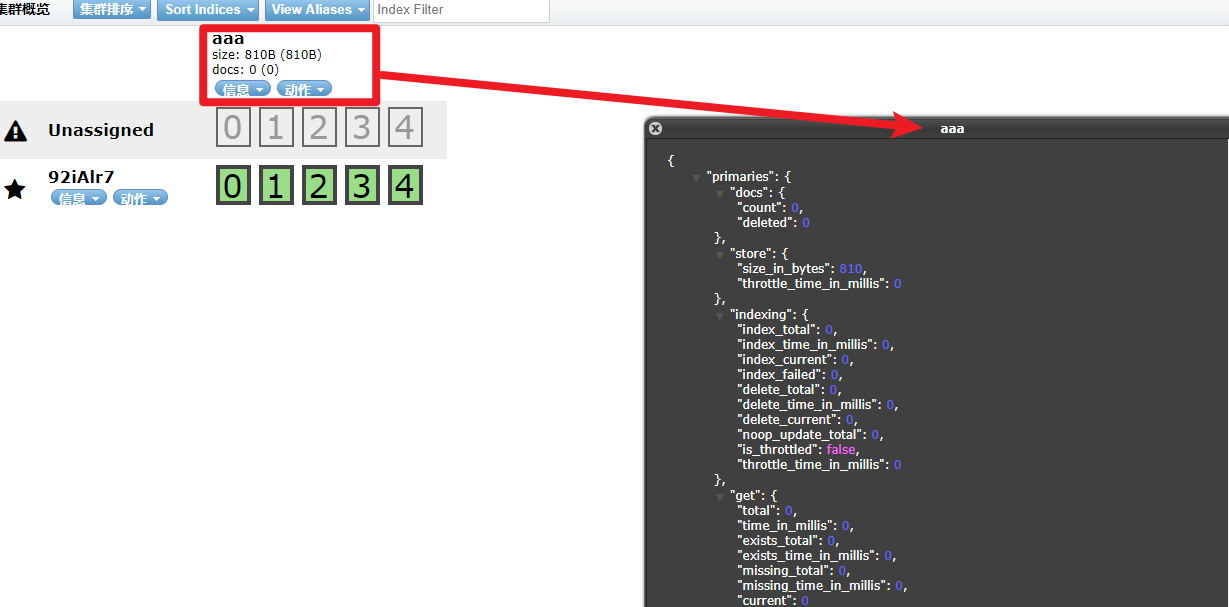 集群概览 集群排序 Sort Indices View Aliases Index Filter
aaa
size: 810B (810B)
docs: 0 (0)
信息 动作
Unassigned 0 1 2 3 4
92iAlr7 0 1 2 3 4
信息 动作
aaa
{
"primaries": {
"docs": {
"count": 0,
"deleted": 0
},
"store": {
"size_in_bytes": 810,
"throttle_time_in_millis": 0
},
"indexing": {
"index_total": 0,
"index_time_in_millis": 0,
"index_current": 0,
"index_failed": 0,
"delete_total": 0,
"delete_time_in_millis": 0,
"delete_current": 0,
"noop_update_total": 0,
"is_throttled": false,
"throttle_time_in_millis": 0
},
"get": {
"total": 0,
"time_in_millis": 0,
"exists_total": 0,
"exists_time_in_millis": 0,
"missing_total": 0,
"missing_time_in_millis": 0,
"current": 0